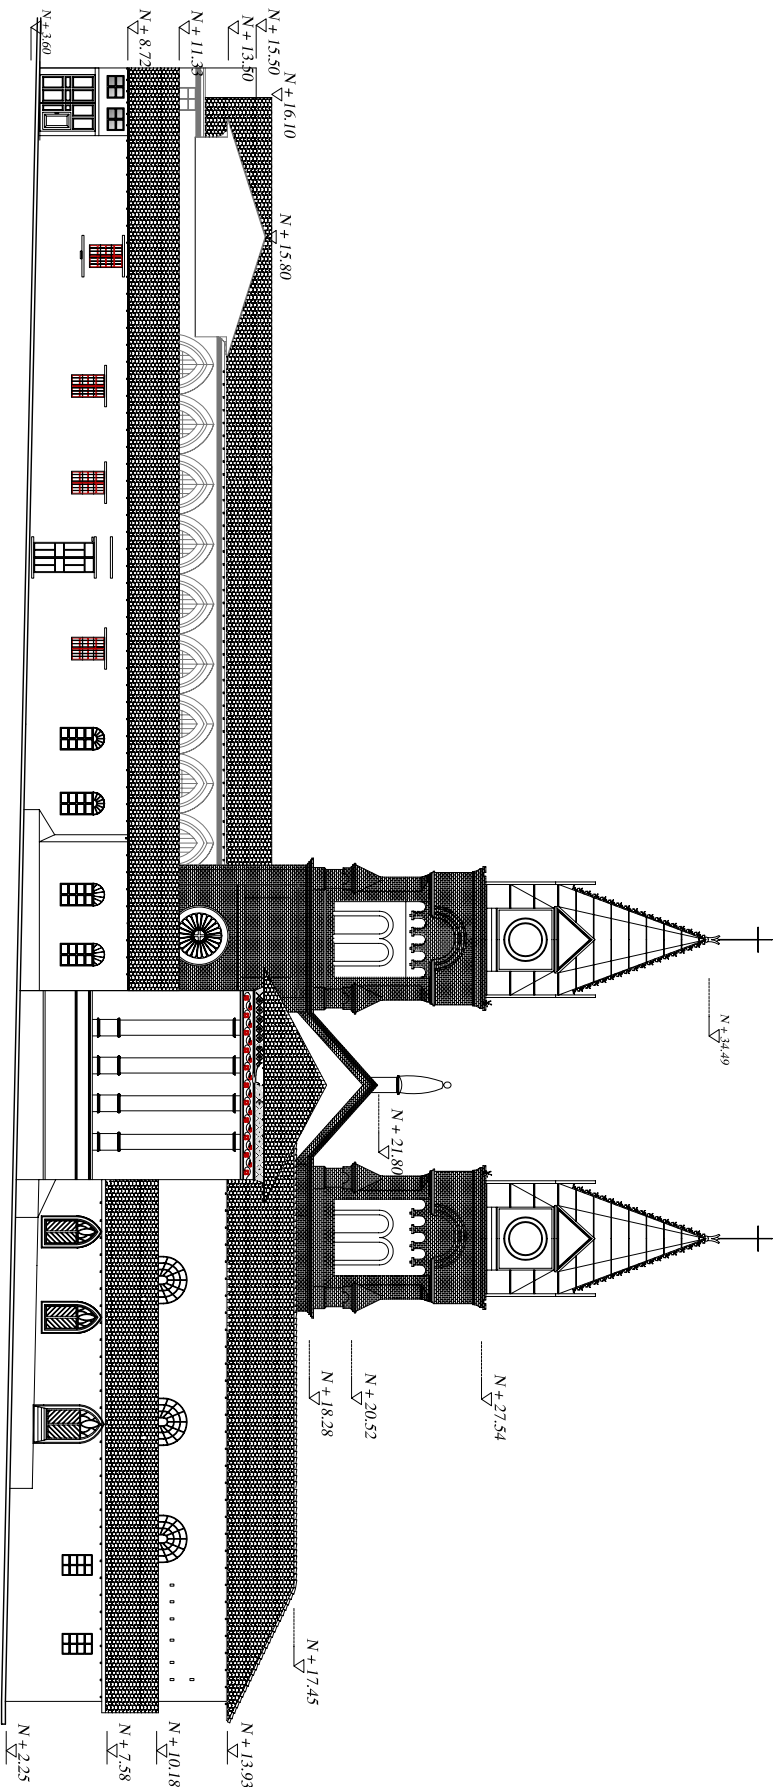 N + 3.60
N + 8.72
N + 11.33
N + 13.50
N + 15.50
N + 16.10
N + 15.80
N + 34.49
N + 21.80
N + 27.54
N + 20.52
N + 18.28
N + 17.45
N + 13.93
N + 10.18
N + 7.58
N + 2.25